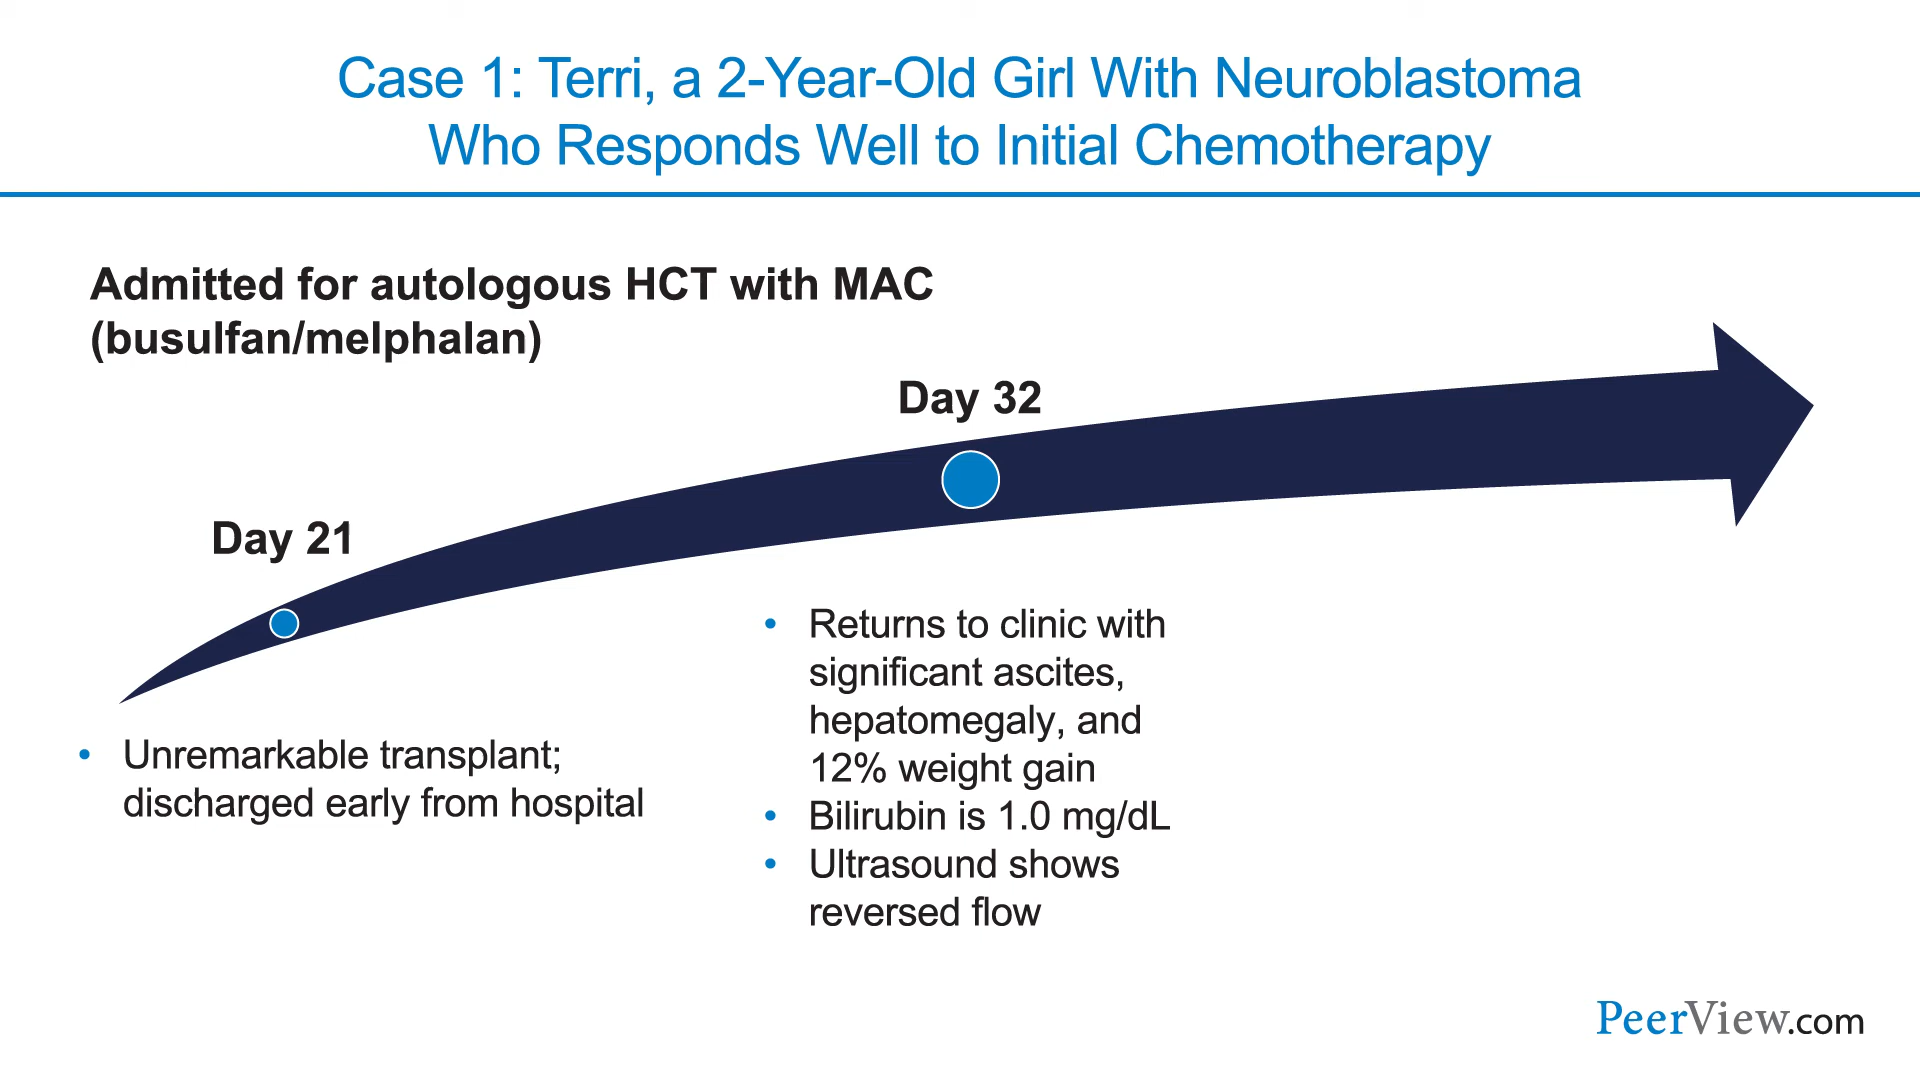 Case 1: Terri, a 2-Year-Old Girl With Neuroblastoma
Who Responds Well to Initial Chemotherapy
Admitted for autologous HCT with MAC
(busulfan/melphalan)
Day 21
• Unremarkable transplant;
discharged early from hospital
Day 32
• Returns to clinic with
significant ascites,
hepatomegaly, and
12% weight gain
• Bilirubin is 1.0 mg/dL
• Ultrasound shows
reversed flow
PeerView.com